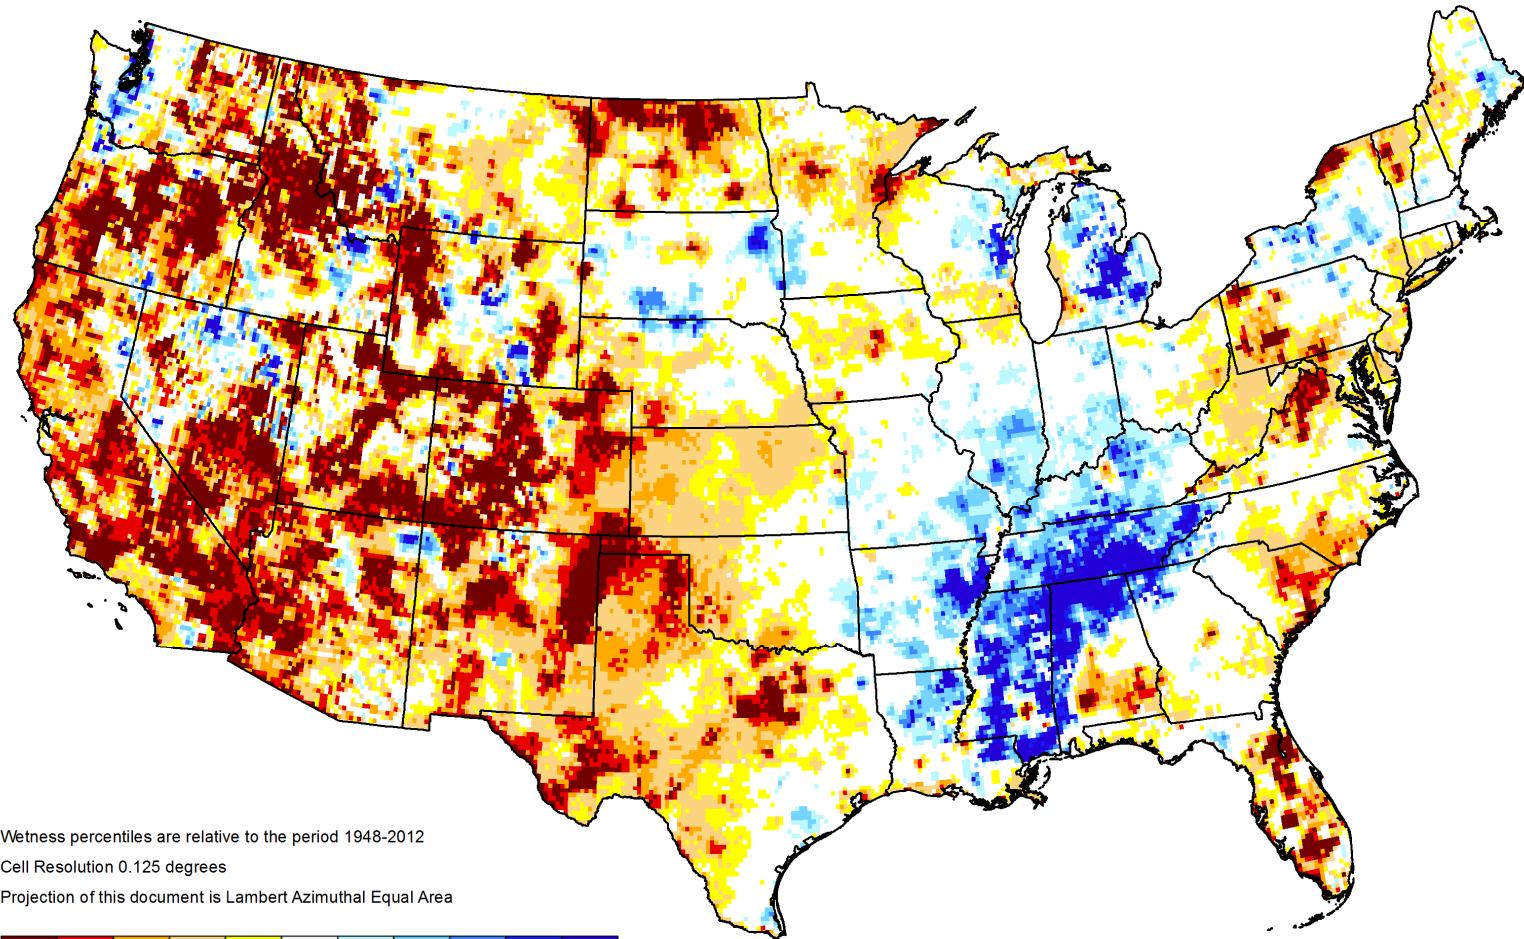 Wetness percentiles are relative to the period 1948-2012
Cell Resolution 0.125 degrees
Projection of this document is Lambert Azimuthal Equal Area